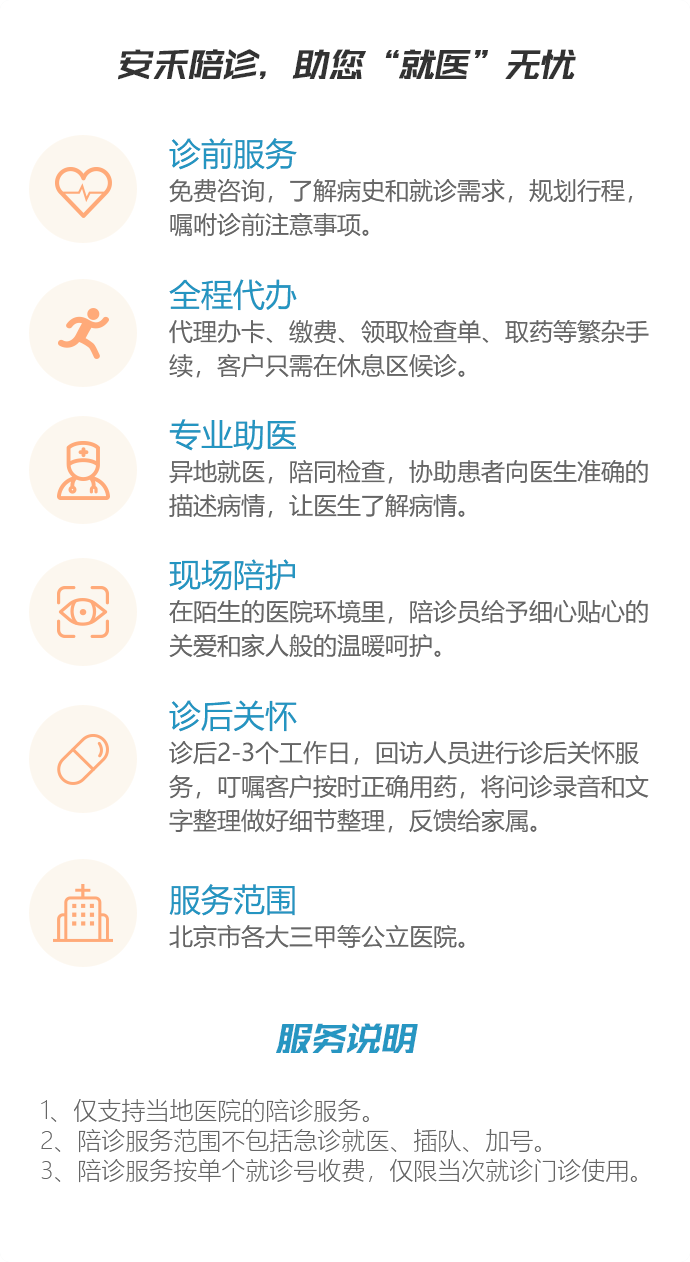 安禾陪诊，助您“就医”无忧
诊前服务
免费咨询，了解病史和就诊需求，规划行程，
嘱咐诊前注意事项。
全程代办
代理办卡、缴费、领取检查单、取药等繁杂手
续，客户只需在休息区候诊。
专业助医
异地就医，陪同检查，协助患者向医生准确的
描述病情，让医生了解病情。
现场陪护
在陌生的医院环境里，陪诊员给予细心贴心的
关爱和家人般的温暖呵护。
诊后关怀
诊后2-3个工作日，回访人员进行诊后关怀服
务，叮嘱客户按时正确用药，将问诊录音和文
字整理做好细节整理，反馈给家属。
服务范围
北京市各大三甲等公立医院。
服务说明
1、仅支持当地医院的陪诊服务。
2、陪诊服务范围不包括急诊就医、插队、加号。
3、陪诊服务按单个就诊号收费，仅限当次就诊门诊使用。